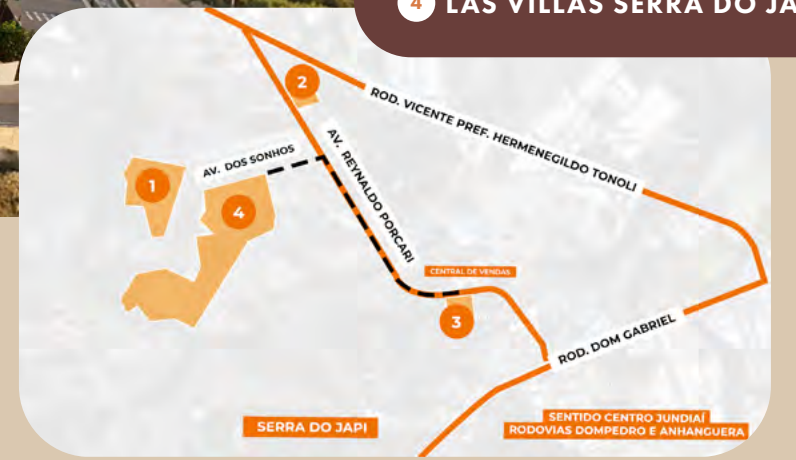 4 LAS VILLAS SERRA DO
2
ROD. VICENTE PREF. HERMENEGILDO TONOLI
AV. DOS SONHOS
AV. REYNALDO PORCARI
1
4
CENTRAL DE VENDAS
3
ROD. DOM GABRIEL
SERRA DO JAPI
SENTIDO CENTRO JUNDIAÍ
RODOVIAS DOMPEDRO E ANHANGUERA